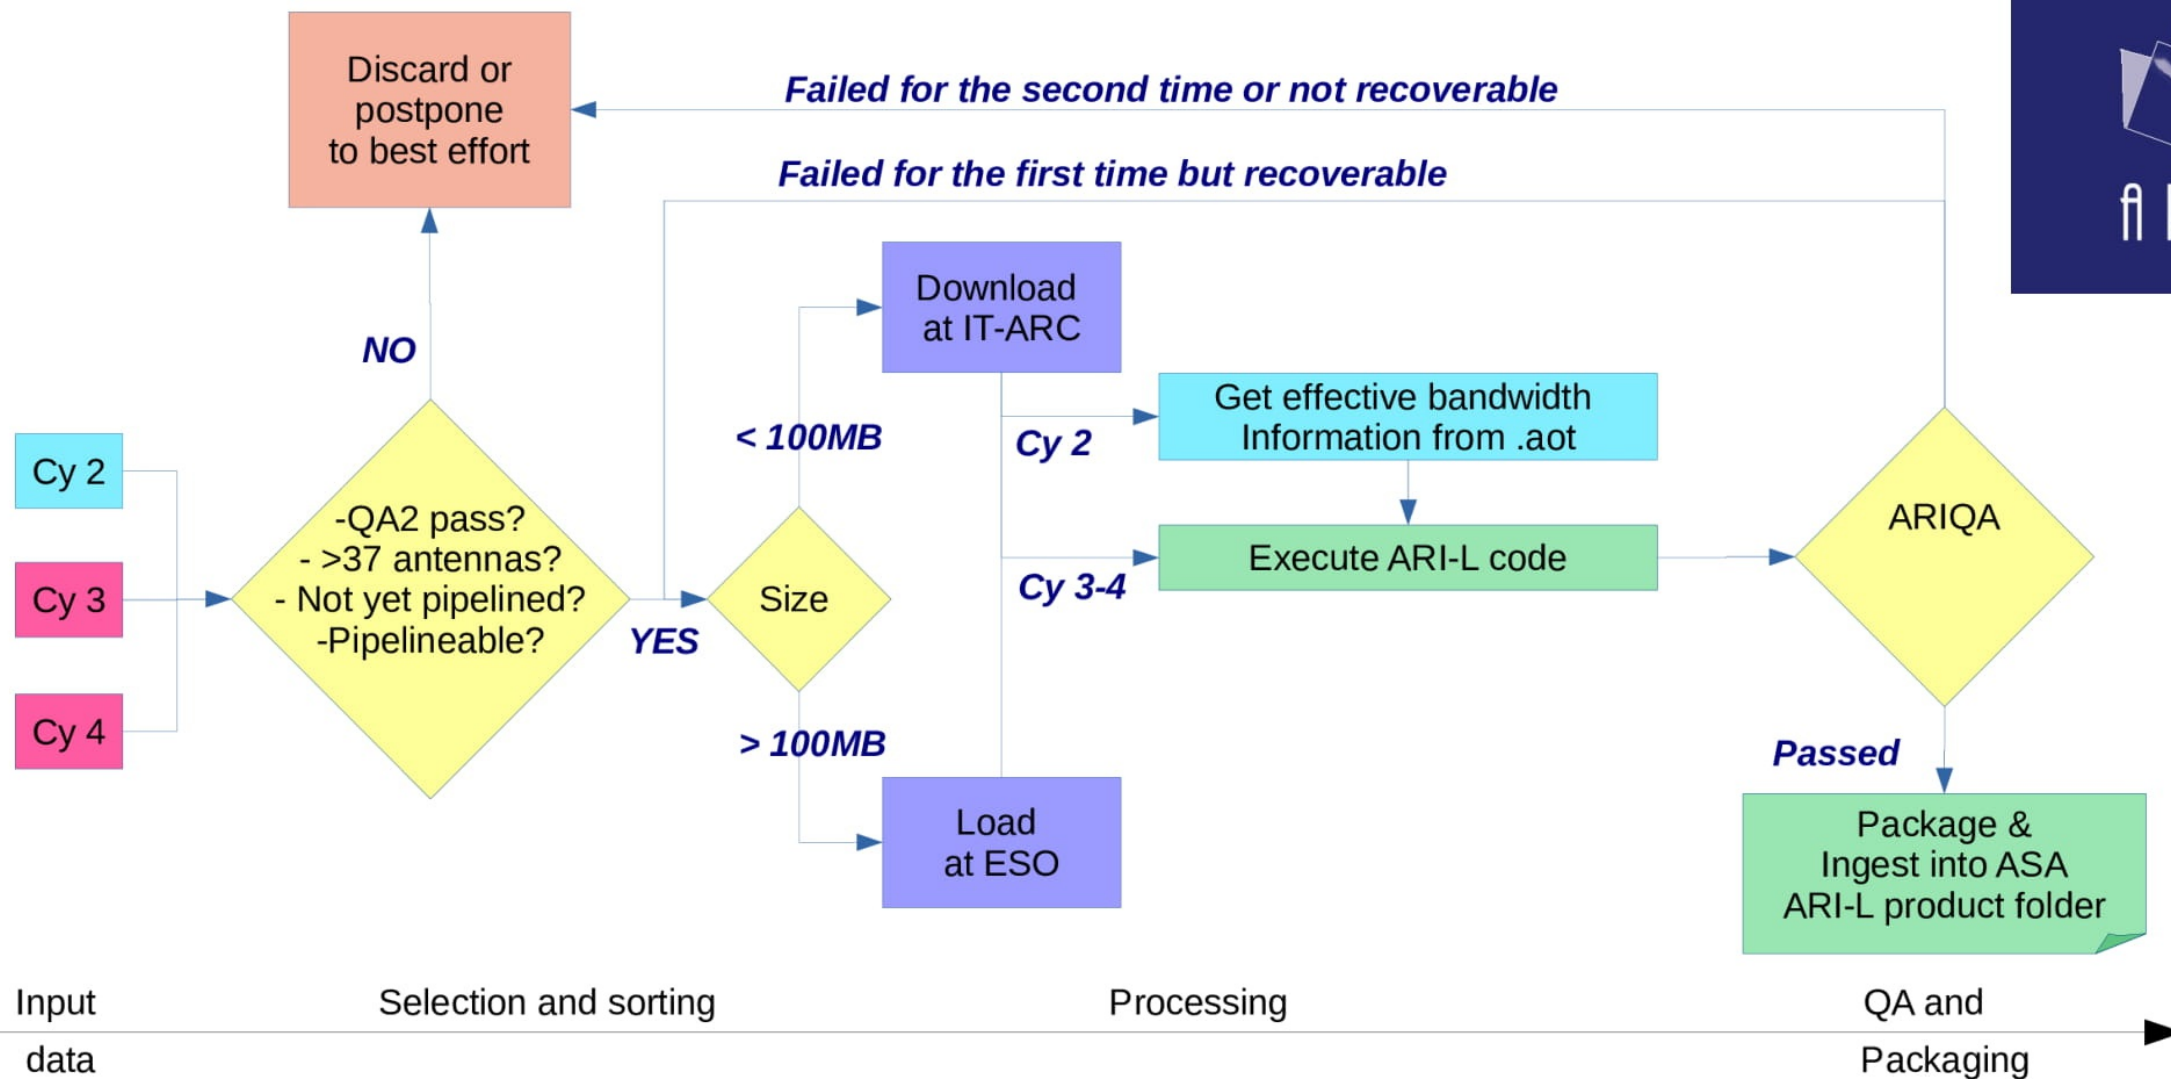 Discard or
postpone
to best effort
Failed for the second time or not recoverable
Failed for the first time but recoverable
NO
Cy 2
Cy 3
Cy 4
-QA2 pass?
- >37 antennas?
- Not yet pipelined?
-Pipelineable?
YES
Size
< 100MB
> 100MB
Download
at IT-ARC
Load
at ESO
Cy 2
Cy 3-4
Get effective bandwidth
Information from .aot
Execute ARI-L code
ARIQA
Passed
Package &
Ingest into ASA
ARI-L product folder
Input
data
Selection and sorting
Processing
QA and
Packaging